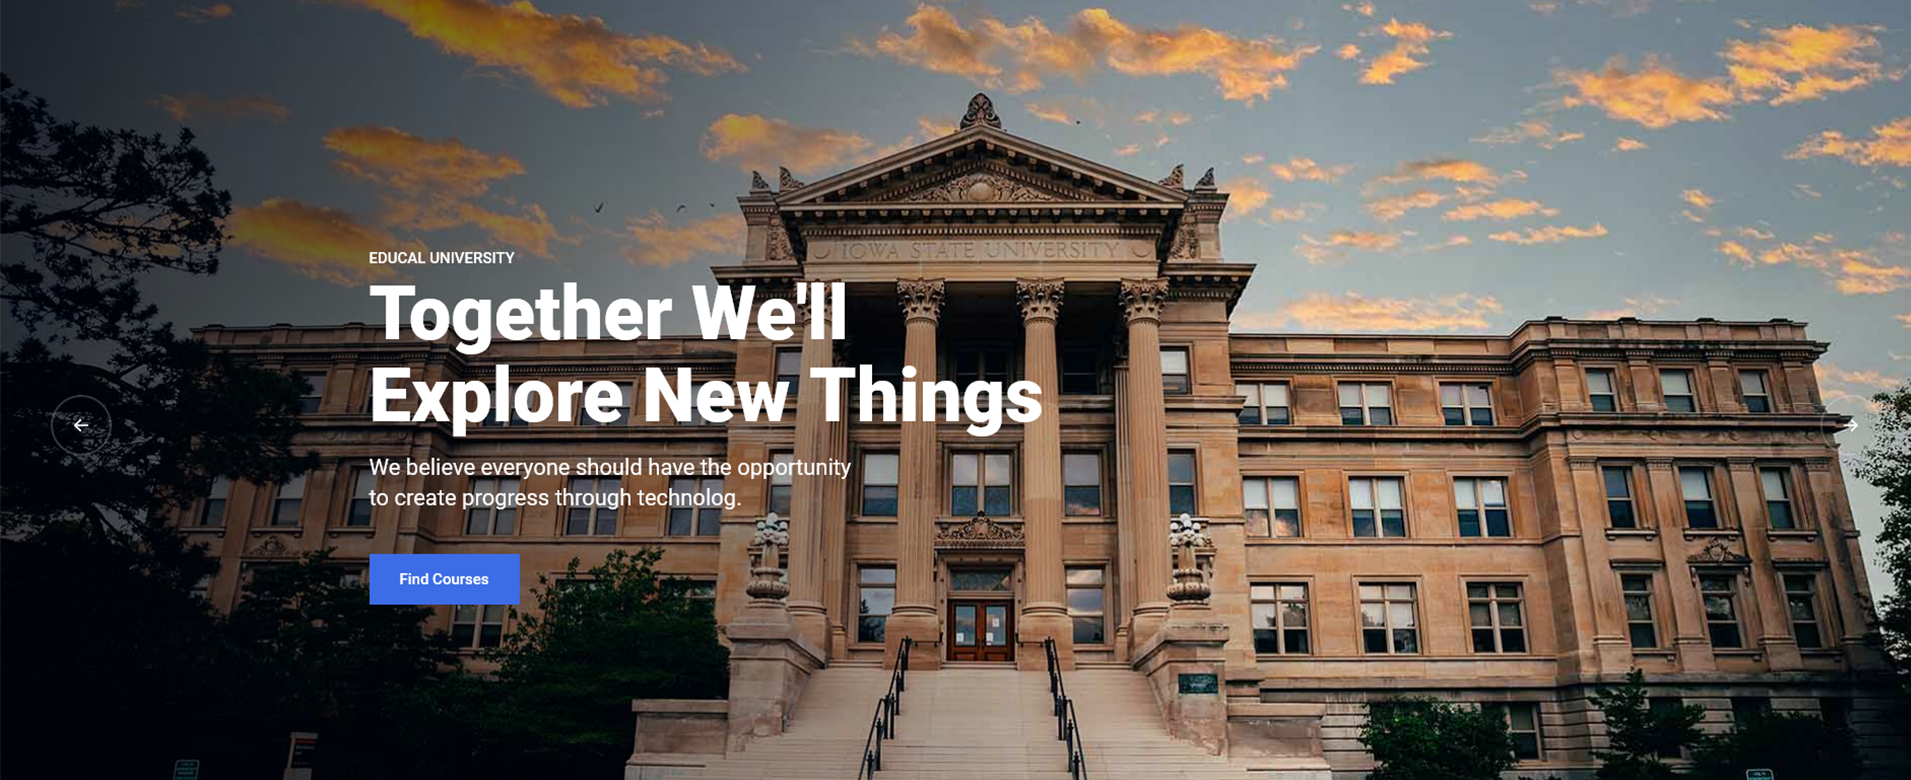 IOWA STATE UNIVERSITY
EDUCAL UNIVERSITY
Together We'll
Explore New Things
We believe everyone should have the opportunity
to create progress through technolog.
Find Courses